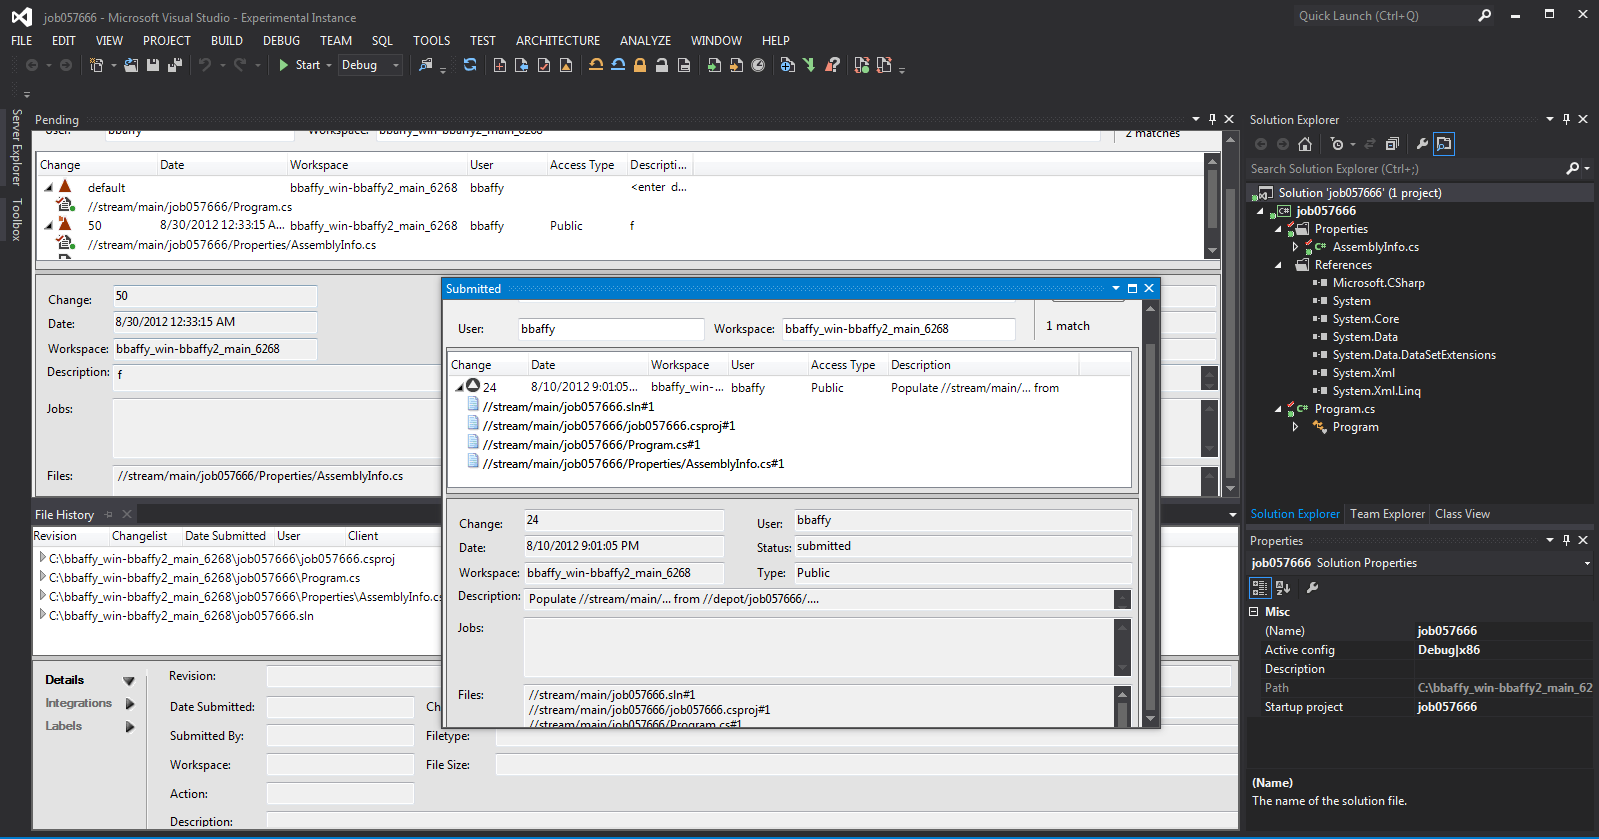 job057666 - Microsoft Visual Studio - Experimental Instance
Quick Launch (Ctrl+Q)
FILE EDIT VIEW PROJECT BUILD DEBUG TEAM SQL TOOLS TEST ARCHITECTURE ANALYZE WINDOW HELP
Start Debug
Server Explorer
Toolbox
Pending
User: bbaffy Workspace: bbaffy_win-bbaffy2_main_6268 2 matches
Change Date Workspace User Access Type Descripti...
default bbaffy_win-bbaffy2_main_6268 bbaffy <enter d...
//stream/main/job057666/Program.cs
50 8/30/2012 12:33:15 A... bbaffy_win-bbaffy2_main_6268 bbaffy Public f
//stream/main/job057666/Properties/AssemblyInfo.cs
Change: 50
Date: 8/30/2012 12:33:15 AM
Workspace: bbaffy_win-bbaffy2_main_6268
Description: f
Jobs:
Files: //stream/main/job057666/Properties/AssemblyInfo.cs
Submitted
User: bbaffy Workspace: bbaffy_win-bbaffy2_main_6268 1 match
Change Date Workspace User Access Type Description
24 8/10/2012 9:01:05... bbaffy_win-... bbaffy Public Populate //stream/main/... from
//stream/main/job057666.sln#1
//stream/main/job057666/job057666.csproj#1
//stream/main/job057666/Program.cs#1
//stream/main/job057666/Properties/AssemblyInfo.cs#1
Change: 24 User: bbaffy
Date: 8/10/2012 9:01:05 PM Status: submitted
Workspace: bbaffy_win-bbaffy2_main_6268 Type: Public
Description: Populate //stream/main/... from //depot/job057666/....
Jobs:
Files: //stream/main/job057666.sln#1
//stream/main/job057666/job057666.csproj#1
//stream/main/job057666/Program.cs#1
File History
Revision Changelist Date Submitted User Client
C:\bbaffy_win-bbaffy2_main_6268\job057666\job057666.csproj
C:\bbaffy_win-bbaffy2_main_6268\job057666\Program.cs
C:\bbaffy_win-bbaffy2_main_6268\job057666\Properties\AssemblyInfo.cs
C:\bbaffy_win-bbaffy2_main_6268\job057666.sln
Details
Integrations
Labels
Revision:
Date Submitted: Ch
Submitted By: Filetype:
Workspace: File Size:
Action:
Description:
Solution Explorer
Search Solution Explorer (Ctrl+;)
Solution 'job057666' (1 project)
job057666
Properties
AssemblyInfo.cs
References
Microsoft.CSharp
System
System.Core
System.Data
System.Data.DataSetExtensions
System.Xml
System.Xml.Linq
Program.cs
Program
Solution Explorer Team Explorer Class View
Properties
job057666 Solution Properties
Misc
(Name) job057666
Active config Debug|x86
Description
Path C:\bbaffy_win-bbaffy2_main_62
Startup project job057666
(Name)
The name of the solution file.